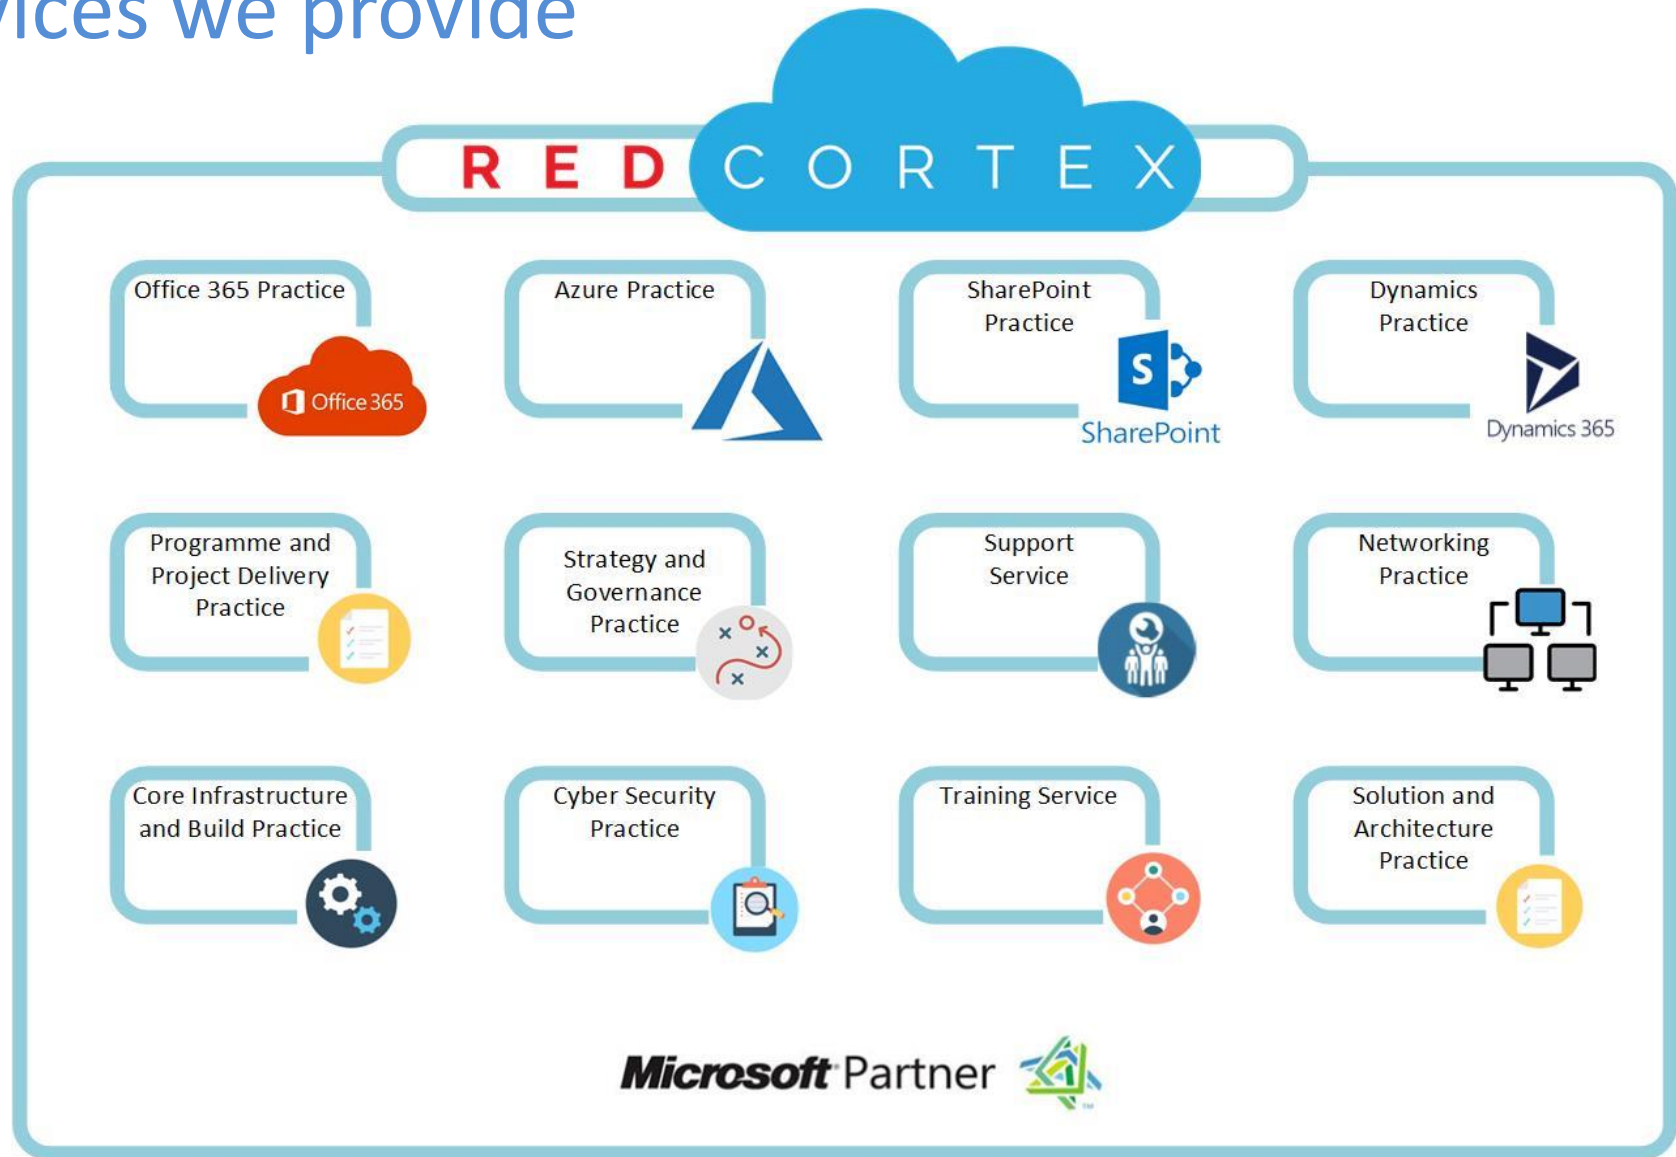 vices we provide
RED CORTEX
Office 365 Practice
Office 365
Azure Practice
SharePoint
Practice
S
SharePoint
Dynamics
Practice
Dynamics 365
Programme and
Project Delivery
Practice
Strategy and
Governance
Practice
Support
Service
Networking
Practice
Core Infrastructure
and Build Practice
Cyber Security
Practice
Training Service
Solution and
Architecture
Practice
Microsoft Partner
TM